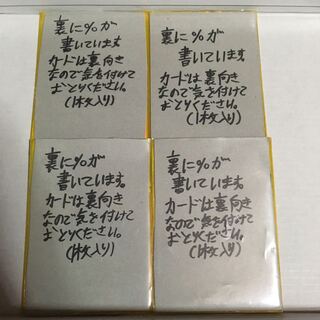 裏に%が
書いています
カードは裏向き
なので気を付けて
おとりください。
(1枚入り)
裏に%が
書いています
カードは裏向き
なので気を付けて
おとりください。
(1枚入り)
裏に%が
書いています。
カードは裏向き
なので気を付けて
おとりください。
(1枚入り)
裏に%が
書いています。
カードは裏向き
なので気を付けて
おとりください。
(1枚入り)